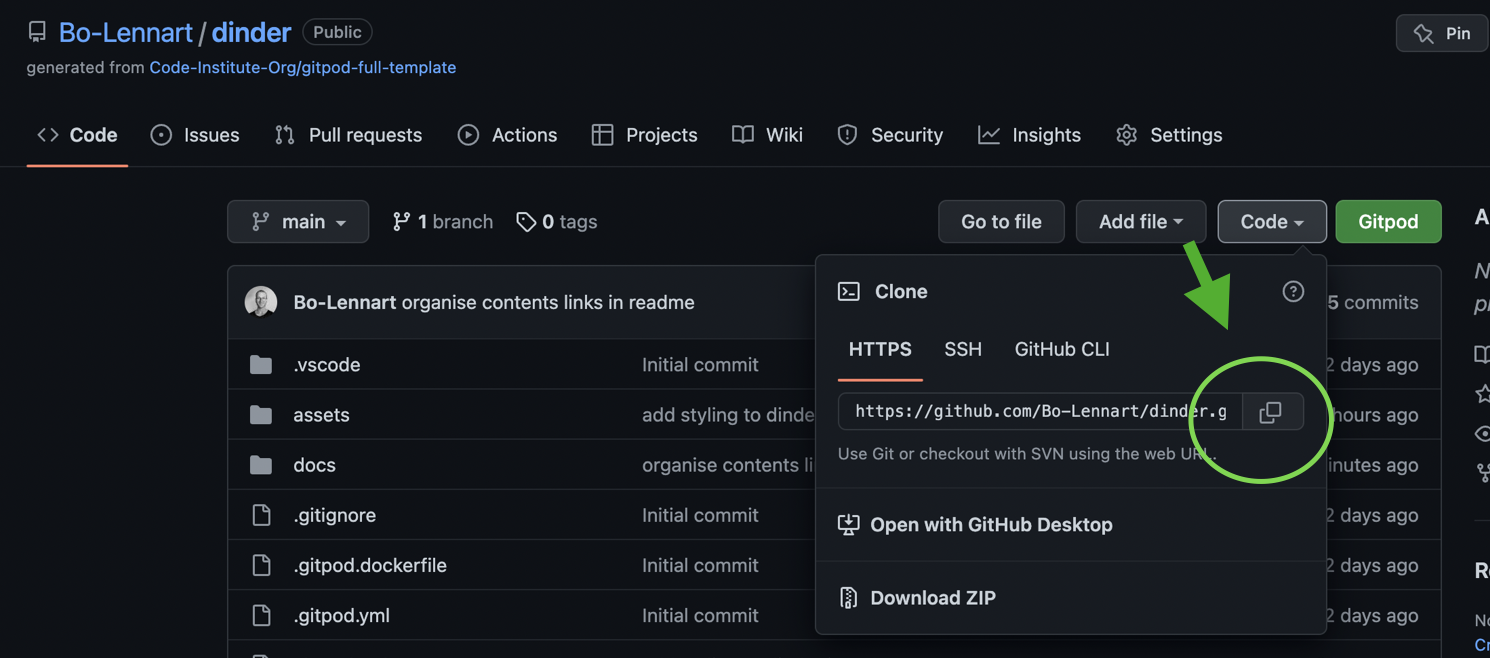 Bo-Lennart / dinder Public
Pin
generated from Code-Institute-Org/gitpod-full-template
Code Issues Pull requests Actions Projects Wiki Security Insights Settings
main 1 branch 0 tags Go to file Add file Code Gitpod
Bo-Lennart organise contents links in readme
5 commits
.vscode Initial commit
2 days ago
assets add styling to dinde
hours ago
docs organise contents li
inutes ago
.gitignore Initial commit
2 days ago
.gitpod.dockerfile Initial commit
2 days ago
.gitpod.yml Initial commit
2 days ago
Clone
HTTPS SSH GitHub CLI
https://github.com/Bo-Lennart/dinder.g
Use Git or checkout with SVN using the web URL.
Open with GitHub Desktop
Download ZIP